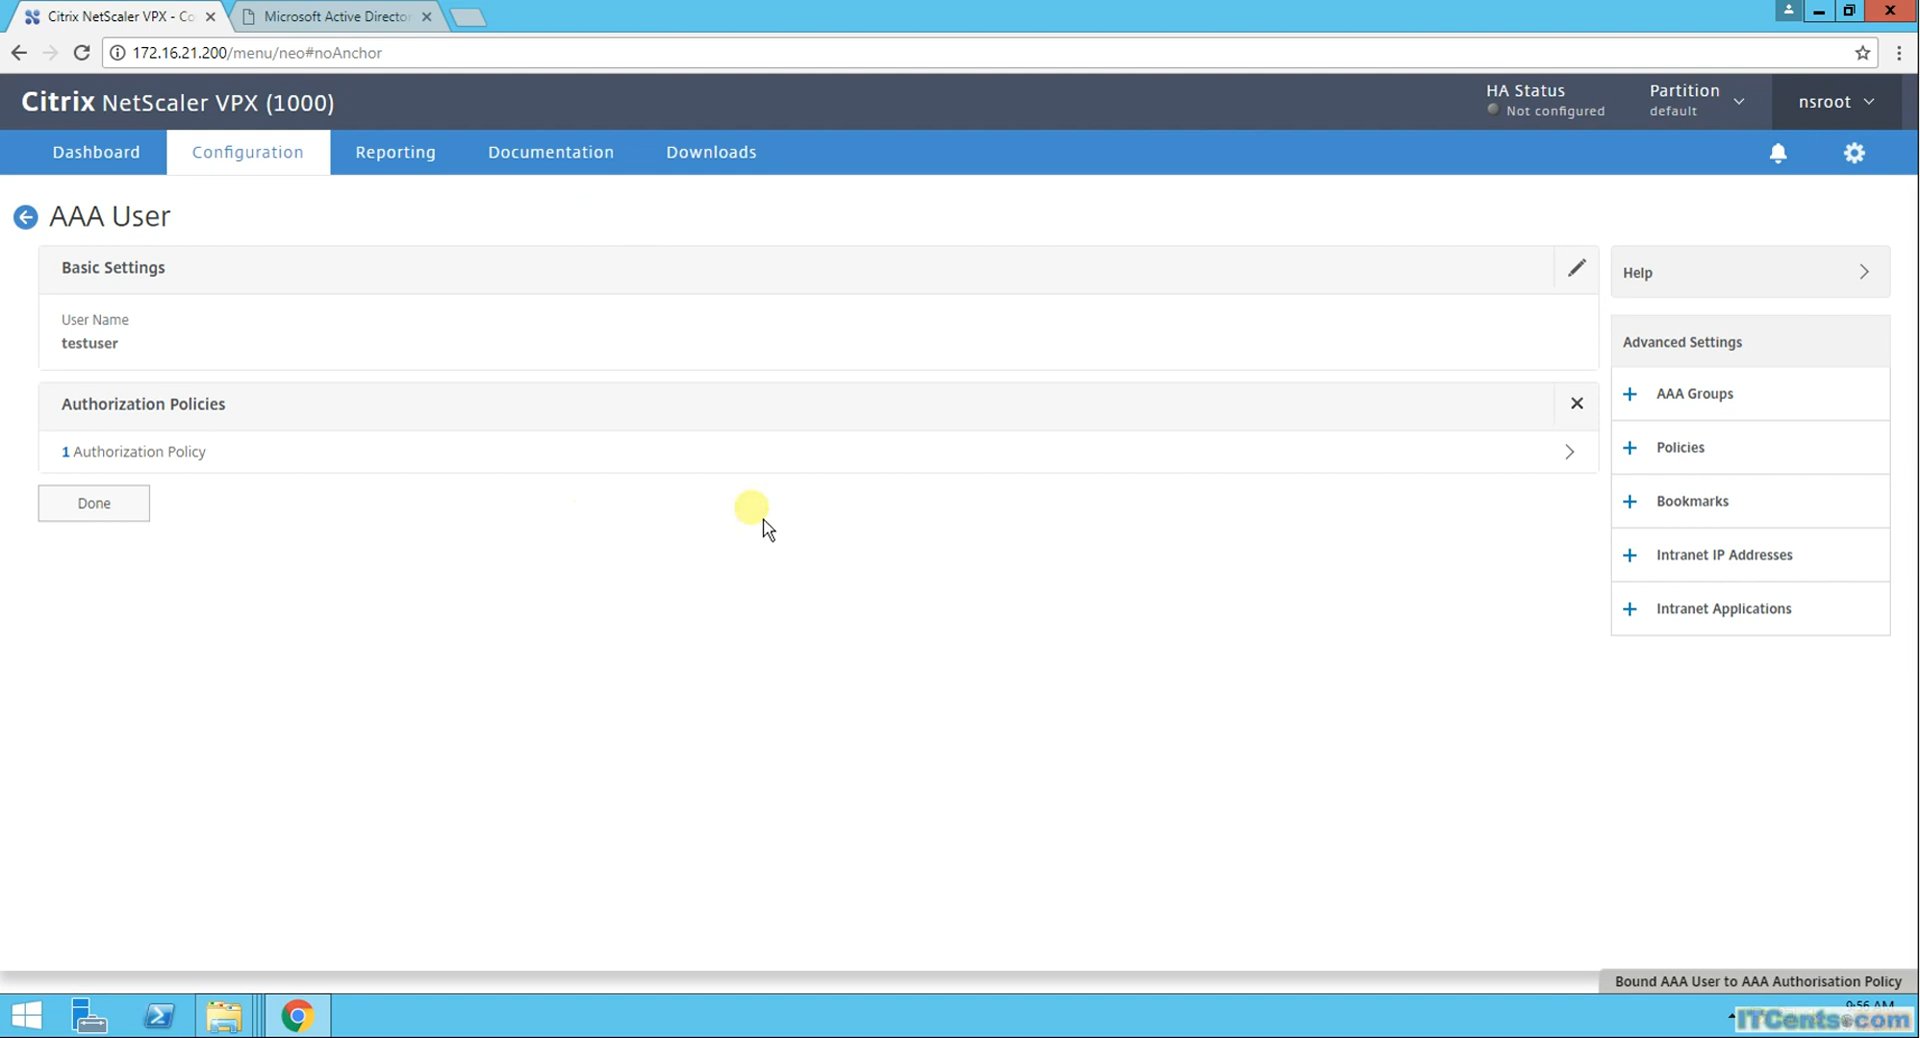 Citrix NetScaler VPX - Co
Microsoft Active Director
172.16.21.200/menu/neo#noAnchor
Citrix NetScaler VPX (1000)
HA Status
Not configured
Partition
default
nsroot
Dashboard
Configuration
Reporting
Documentation
Downloads
AAA User
Basic Settings
User Name
testuser
Authorization Policies
1 Authorization Policy
Done
Help
Advanced Settings
AAA Groups
Policies
Bookmarks
Intranet IP Addresses
Intranet Applications
Bound AAA User to AAA Authorisation Policy
9:56 AM
ITCents.com